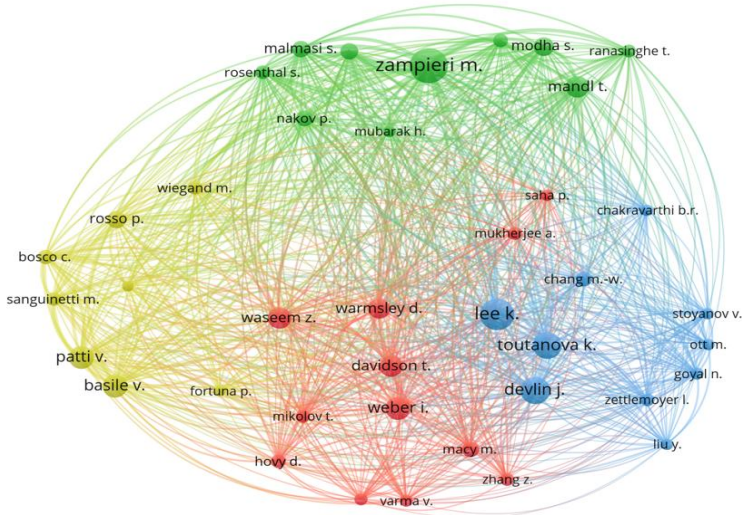 malmasi s.
zampieri m.
modha s.
ranasinghe t.
rosenthal s.
mandl t.
nakov p.
mubarak h.
wiegand m.
saha p.
rosso p.
chakravarthi b.r.
mukherjee a.
bosco c.
chang m.-w.
sanguinetti m.
waseem z.
warmsley d.
lee k.
stoyanov v.
toutanova k.
ott m.
patti v.
davidson t.
goyal n.
basile v.
fortuna p.
devlin j.
zettlemoyer l.
mikolov t.
weber i.
liu y.
macy m.
hovy d.
zhang z.
varma v.